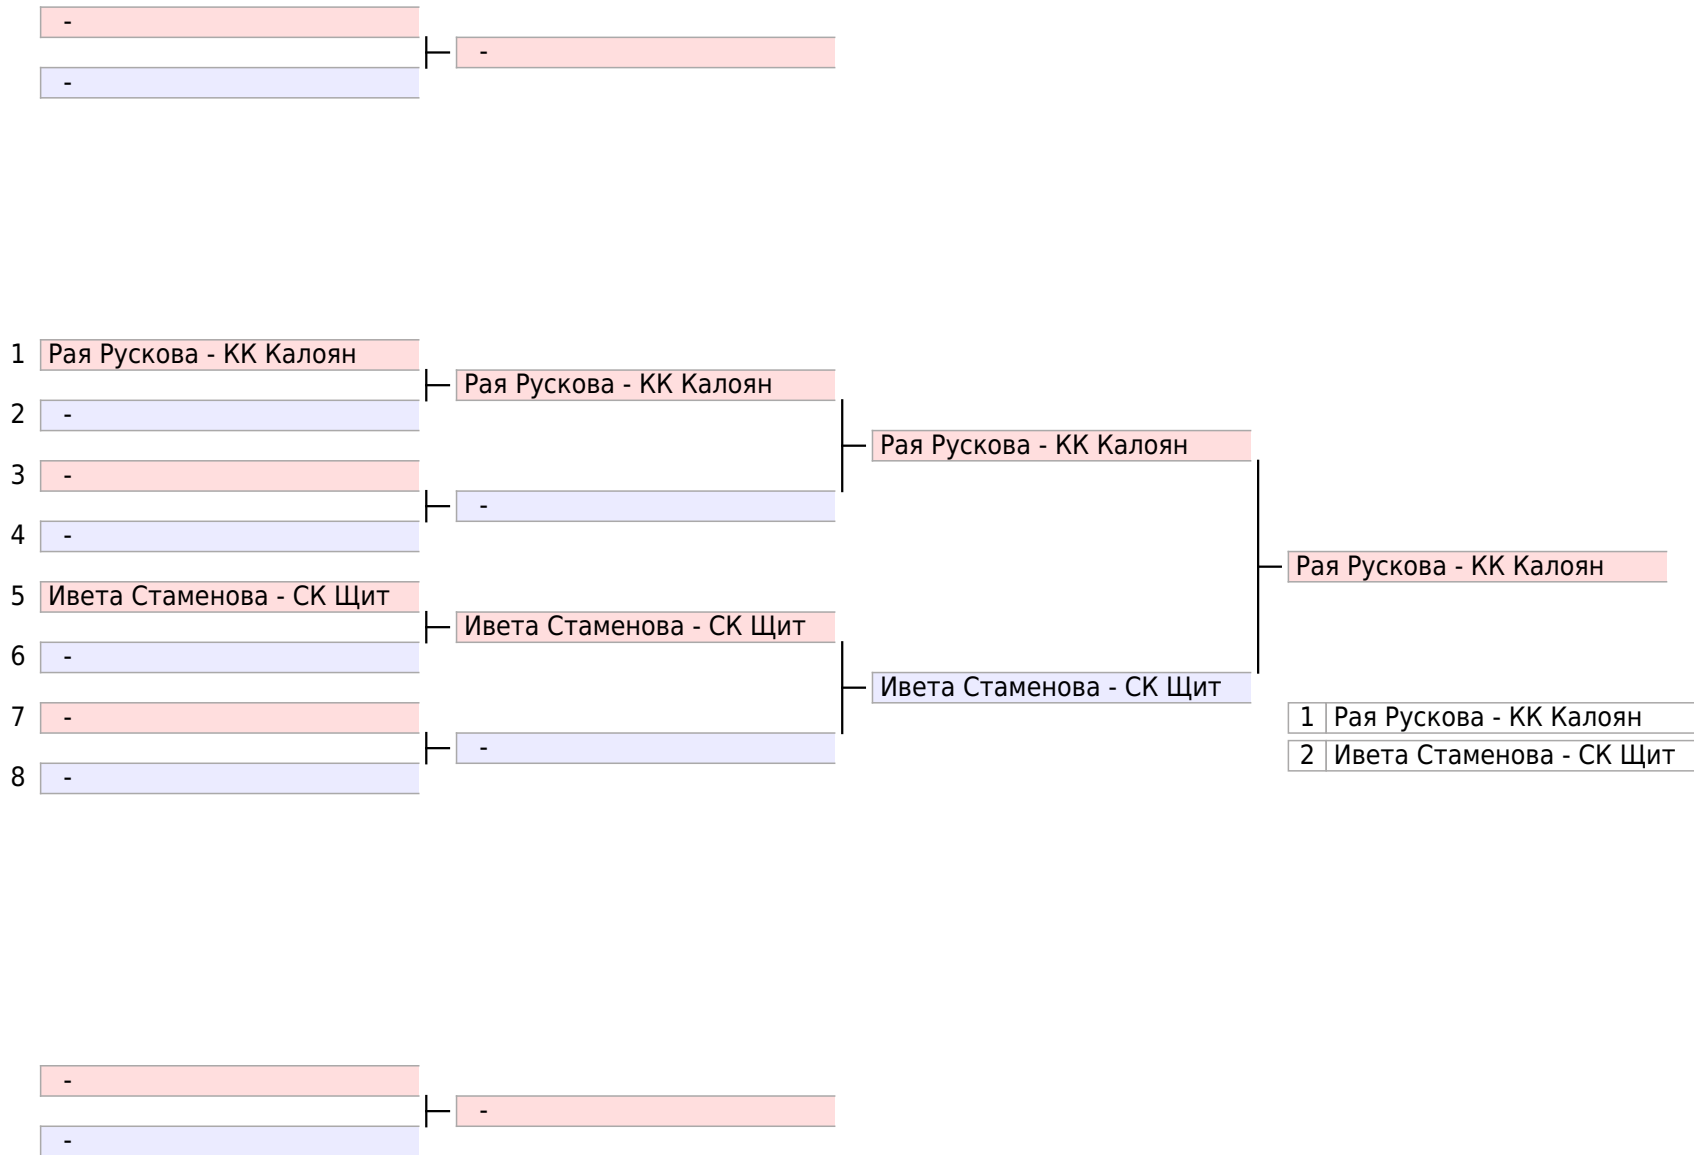 -
-
-
1 Рая Рускова - КК Калоян
Рая Рускова - КК Калоян
2 -
Рая Рускова - КК Калоян
3 -
-
4 -
Рая Рускова - КК Калоян
5 Ивета Стаменова - СК Щит
Ивета Стаменова - СК Щит
6 -
Ивета Стаменова - СК Щит
7 -
1 Рая Рускова - КК Калоян
-
2 Ивета Стаменова - СК Щит
8 -
-
-
-